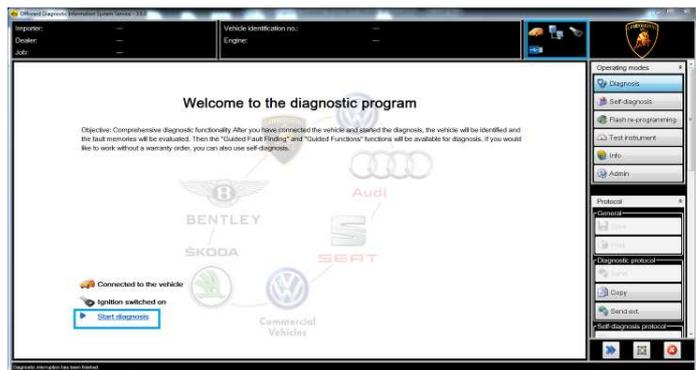 Offboard Diagnostic Information System Service - 3.0.0
Importer: ---
Dealer: ---
Job: ---
Vehicle identification no.: ---
Engine: ---
Welcome to the diagnostic program
Objective: Comprehensive diagnostic functionality After you have connected the vehicle and started the diagnosis, the vehicle will be identified and
the fault memories will be evaluated. Then the "Guided Fault Finding" and "Guided Functions" functions will be available for diagnosis. If you would
like to work without a warranty order, you can also use self-diagnosis.
Audi
BENTLEY
ŠKODA
SEAT
Commercial
Vehicles
Connected to the vehicle
Ignition switched on
Start diagnosis
Operating modes
Diagnosis
Self-diagnosis
Flash re-programming
Test instrument
Info
Admin
Protocol
General
Save
Print
Diagnostic protocol
Send
Copy
Send ext.
Self-diagnosis protocol
Diagnostic interruption has been finished